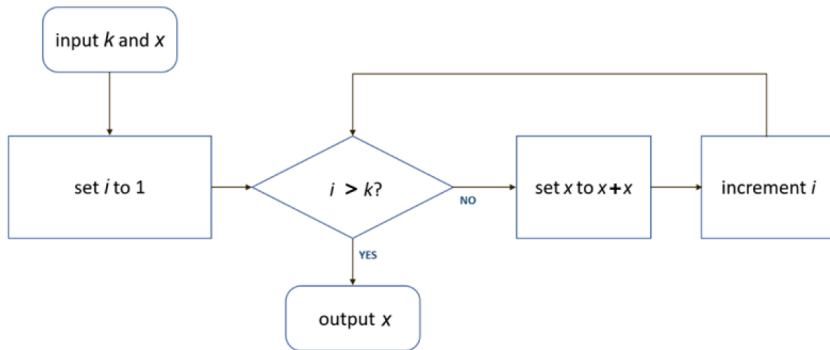 input k and x
set i to 1
i > k?
NO
set x to x+x
increment i
YES
output x